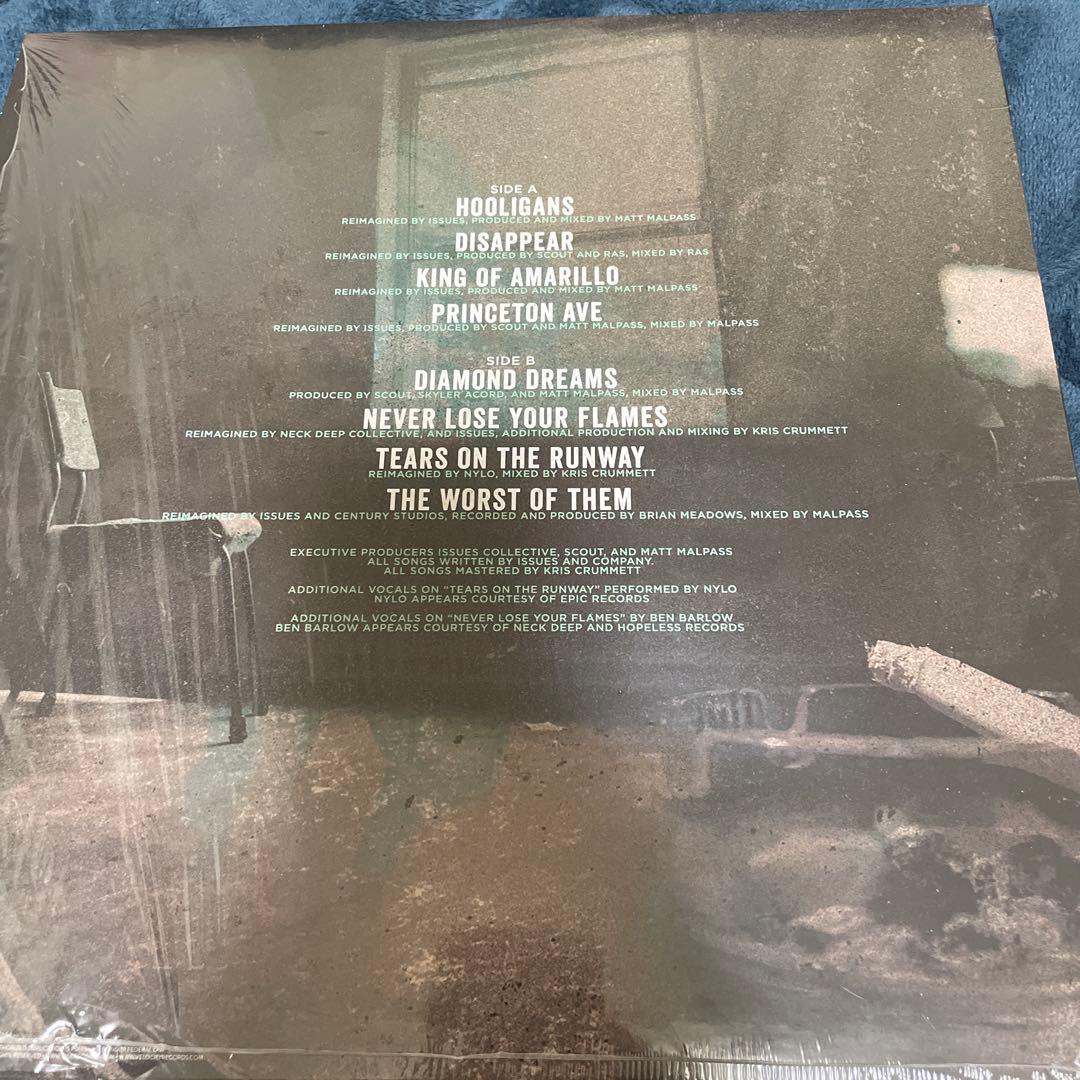 SIDE A
HOOLIGANS
REIMAGINED BY ISSUES, PRODUCED AND MIXED BY MATT MALPASS
DISAPPEAR
REIMAGINED BY ISSUES, PRODUCED BY SCOUT AND RAS, MIXED BY RAS
KING OF AMARILLO
REIMAGINED BY ISSUES, PRODUCED AND MIXED BY MATT MALPASS
PRINCETON AVE
REIMAGINED BY ISSUES, PRODUCED BY SCOUT AND MATT MALPASS, MIXED BY MALPASS
SIDE B
DIAMOND DREAMS
PRODUCED BY SCOUT, SKYLER ACORD, AND MATT MALPASS, MIXED BY MALPASS
NEVER LOSE YOUR FLAMES
REIMAGINED BY NECK DEEP COLLECTIVE, AND ISSUES, ADDITIONAL PRODUCTION AND MIXING BY KRIS CRUMMETT
TEARS ON THE RUNWAY
REIMAGINED BY NYLO, MIXED BY KRIS CRUMMETT
THE WORST OF THEM
REIMAGINED BY ISSUES AND CENTURY STUDIOS, RECORDED AND PRODUCED BY BRIAN MEADOWS, MIXED BY MALPASS
EXECUTIVE PRODUCERS ISSUES COLLECTIVE, SCOUT, AND MATT MALPASS
ALL SONGS WRITTEN BY ISSUES AND COMPANY.
ALL SONGS MASTERED BY KRIS CRUMMETT
ADDITIONAL VOCALS ON "TEARS ON THE RUNWAY" PERFORMED BY NYLO
NYLO APPEARS COURTESY OF EPIC RECORDS
ADDITIONAL VOCALS ON "NEVER LOSE YOUR FLAMES" BY BEN BARLOW
BEN BARLOW APPEARS COURTESY OF NECK DEEP AND HOPELESS RECORDS